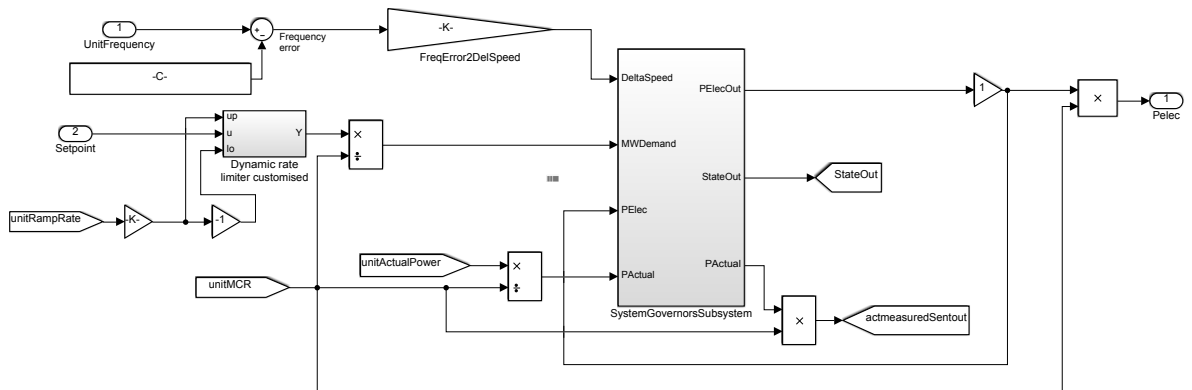 1
UnitFrequency
+
−
Frequency
error
-K-
FreqError2DelSpeed
-C-
2
Setpoint
up
u
lo
Y
Dynamic rate
limiter customised
×
÷
unitRampRate
-K-
-1
unitMCR
unitActualPower
×
÷
DeltaSpeed
MWDemand
PElec
PActual
PElecOut
StateOut
PActual
SystemGovernorsSubsystem
1
StateOut
×
actmeasuredSentout
×
1
Pelec